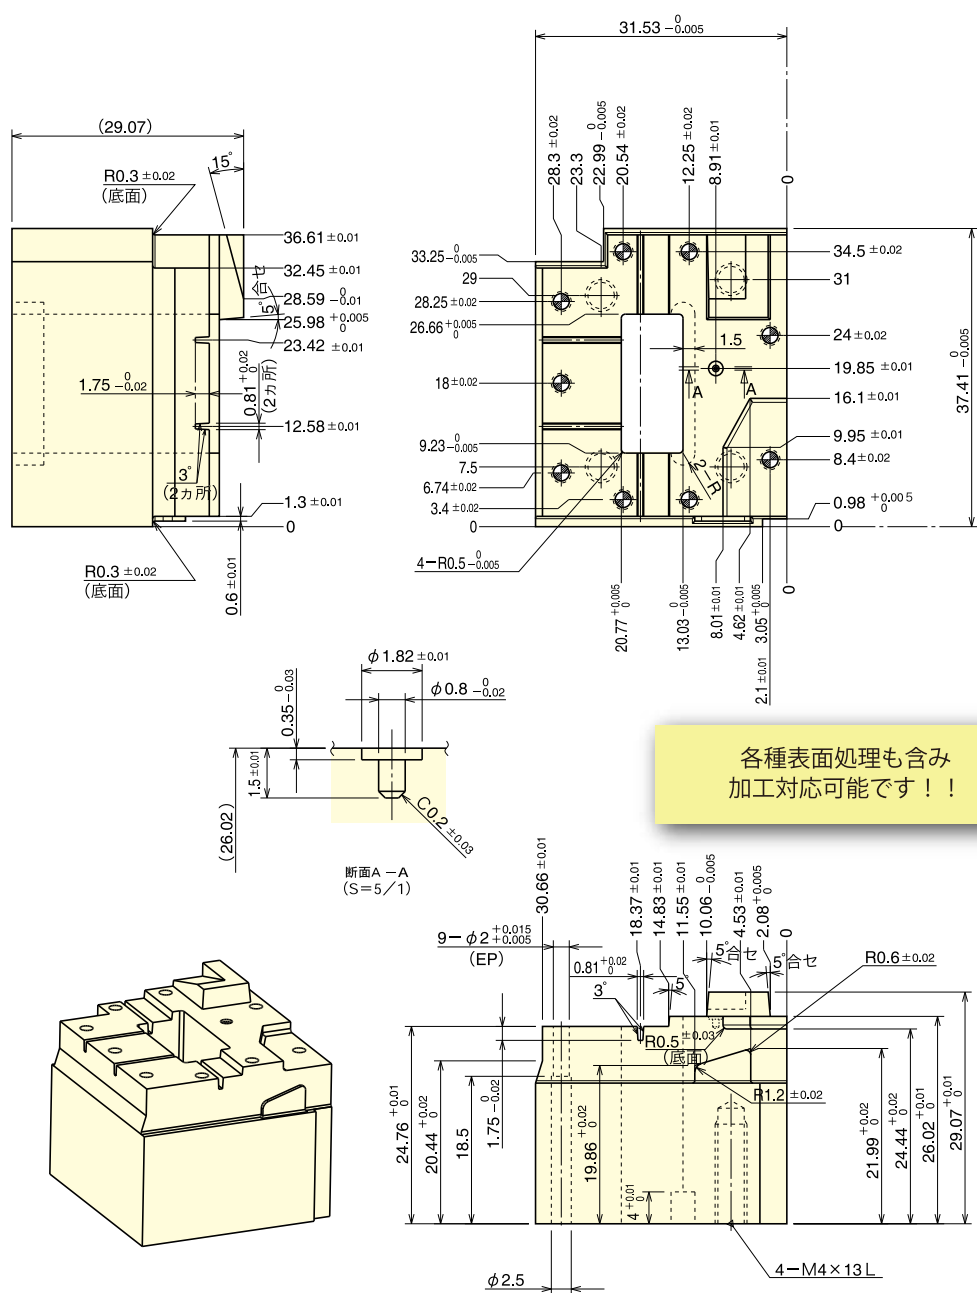 31.53 0 -0.005
(29.07)
15°
R0.3 ±0.02
(底面)
36.61 ±0.01
32.45 ±0.01
28.59 0 -0.01
5°合セ
25.98 +0.005 0
23.42 ±0.01
1.75 0 -0.02
0.81 +0.02 0
(2カ所)
12.58 ±0.01
3°
(2カ所)
1.3 ±0.01
0
R0.3 ±0.02
(底面)
0.6 ±0.01
28.3 ±0.02
23.3
22.99 0 -0.005
20.54 ±0.02
12.25 ±0.02
8.91 ±0.01
0
33.25 0 -0.005
29
28.25 ±0.02
26.66 +0.005 0
18 ±0.02
9.23 0 -0.005
7.5
6.74 ±0.02
3.4 ±0.02
0
4−R0.5 0 -0.005
34.5 ±0.02
31
24 ±0.02
1.5
19.85 ±0.01
A
A
16.1 ±0.01
9.95 ±0.01
8.4 ±0.02
2−R
0.98 +0.005 0
0
37.41 0 -0.005
20.77 +0.005 0
13.03 0 -0.005
8.01 ±0.01
4.62 ±0.01
3.05 +0.005 0
2.1 ±0.01
0
φ1.82 ±0.01
φ0.8 0 -0.02
0.35 0 -0.03
1.5 ±0.01
(26.02)
C0.2 ±0.03
断面A−A
(S=5/1)
各種表面処理も含み
加工対応可能です！！
30.66 ±0.01
18.37 ±0.01
14.83 ±0.01
11.55 ±0.01
10.06 0 -0.005
4.53 ±0.01
2.08 +0.005 0
0
9−φ2 +0.015 +0.005
(EP)
0.81 +0.02 0
3°
5°
5°合セ
5°合セ
R0.6 ±0.02
R0.5 ±0.03
(底面)
R1.2 ±0.02
24.76 +0.01 0
20.44 +0.02 0
18.5
1.75 0 -0.02
19.86 +0.02 0
4 +0.01 0
21.99 +0.02 0
24.44 +0.02 0
26.02 +0.01 0
29.07 +0.01 0
4−M4×13L
φ2.5